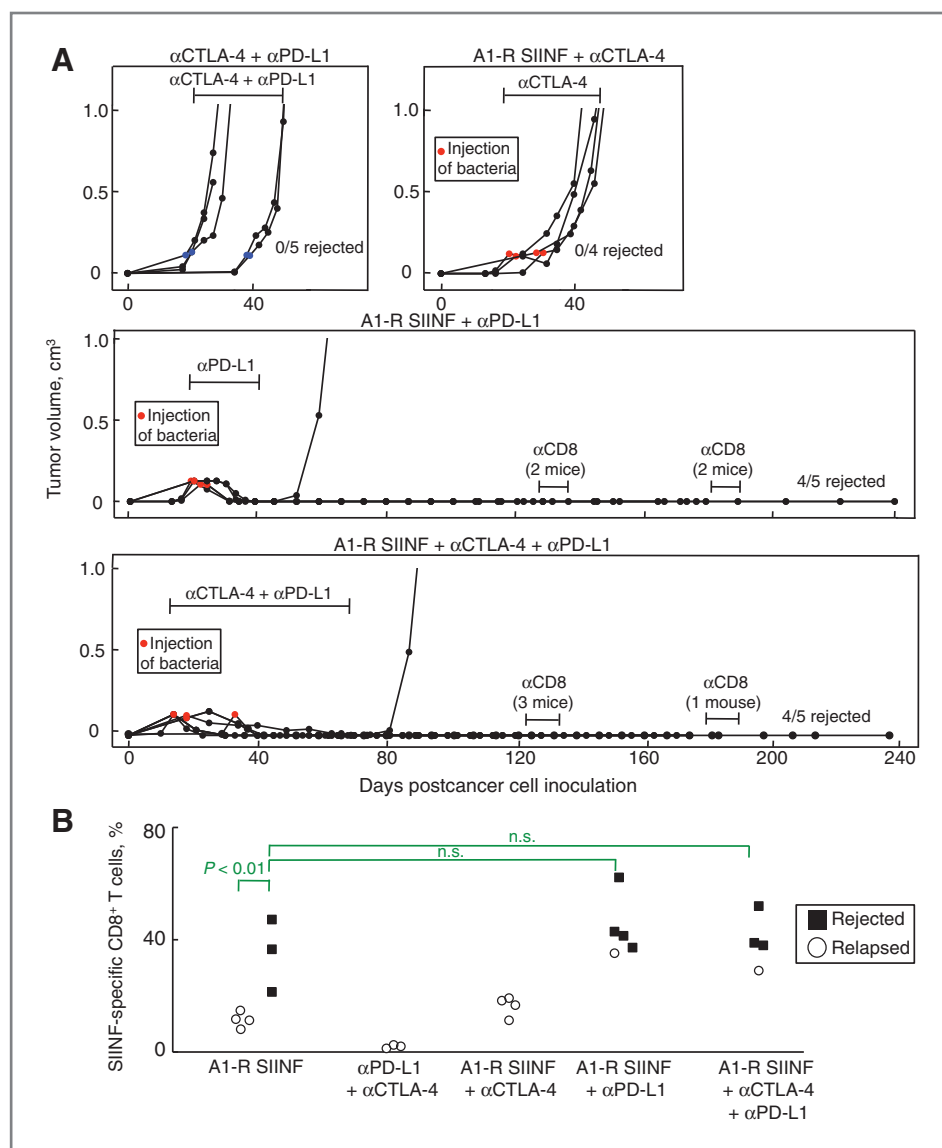 A
αCTLA-4 + αPD-L1
αCTLA-4 + αPD-L1
1.0
0.5
0
0/5 rejected
0
40
A1-R SIINF + αCTLA-4
αCTLA-4
1.0
Injection
of bacteria
0.5
0
0/4 rejected
0
40
A1-R SIINF + αPD-L1
Tumor volume, cm³
1.0
αPD-L1
Injection
of bacteria
0.5
αCD8
(2 mice)
αCD8
(2 mice)
4/5 rejected
0
A1-R SIINF + αCTLA-4 + αPD-L1
1.0
αCTLA-4 + αPD-L1
Injection
of bacteria
0.5
αCD8
(3 mice)
αCD8
(1 mouse)
4/5 rejected
0
0 40 80 120 160 200 240
Days postcancer cell inoculation
B
SIINF-specific CD8⁺ T cells, %
80
40
0
n.s.
n.s.
P < 0.01
Rejected
Relapsed
A1-R SIINF
αPD-L1
+ αCTLA-4
A1-R SIINF
+ αCTLA-4
A1-R SIINF
+ αPD-L1
A1-R SIINF
+ αCTLA-4
+ αPD-L1